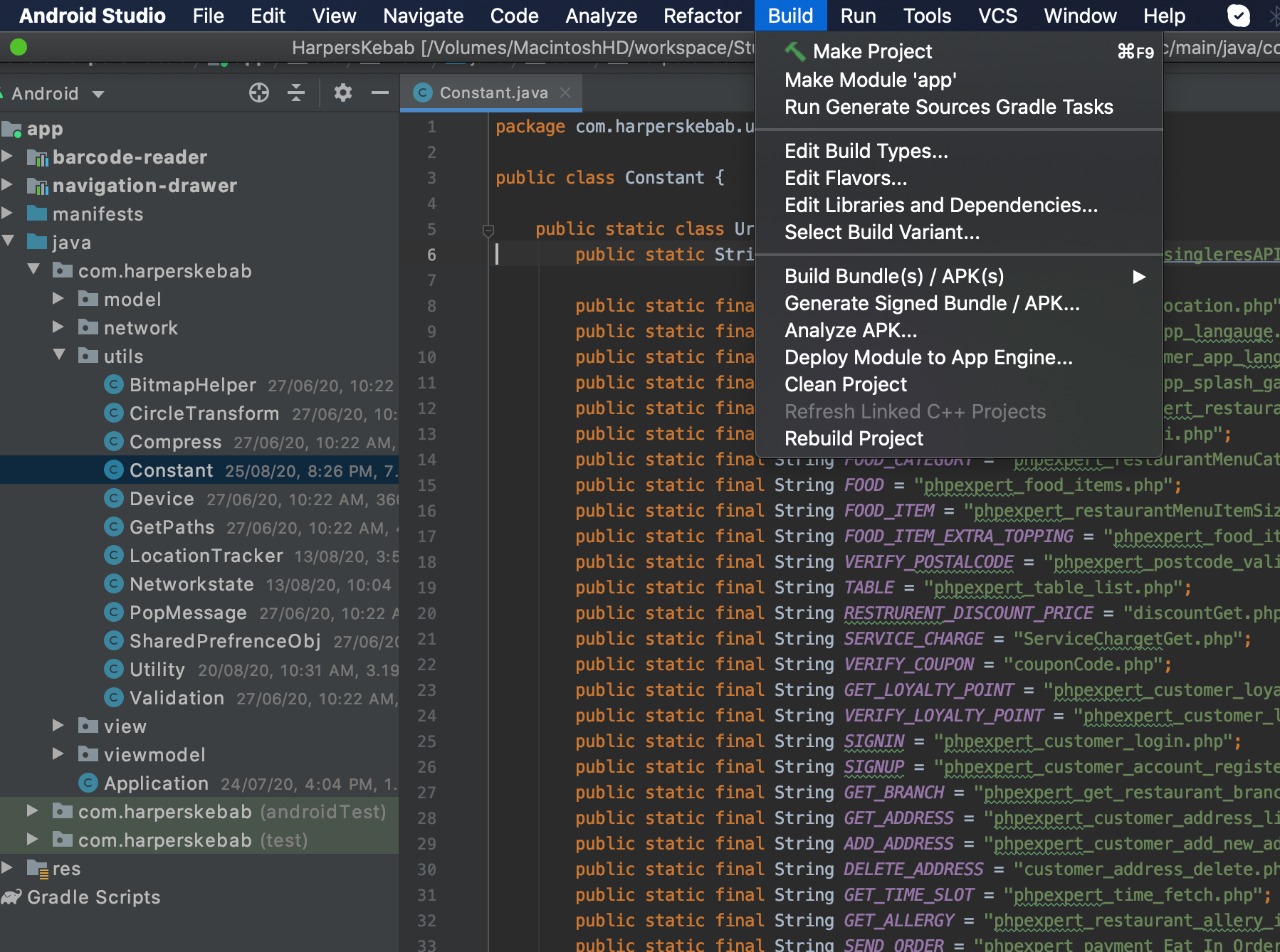 Android Studio File Edit View Navigate Code Analyze Refactor Build Run Tools VCS Window Help
HarpersKebab [/Volumes/MacintoshHD/workspace/Stu c/main/java/co
Make Project ⌘F9
Make Module 'app'
Run Generate Sources Gradle Tasks
Edit Build Types...
Edit Flavors...
Edit Libraries and Dependencies...
Select Build Variant...
Build Bundle(s) / APK(s)
Generate Signed Bundle / APK...
Analyze APK...
Deploy Module to App Engine...
Clean Project
Refresh Linked C++ Projects
Rebuild Project
Android
app
barcode-reader
navigation-drawer
manifests
java
com.harperskebab
model
network
utils
BitmapHelper 27/06/20, 10:22
CircleTransform 27/06/20, 10:
Compress 27/06/20, 10:22 AM,
Constant 25/08/20, 8:26 PM, 7.
Device 27/06/20, 10:22 AM, 36
GetPaths 27/06/20, 10:22 AM,
LocationTracker 13/08/20, 3:5
Networkstate 13/08/20, 10:04
PopMessage 27/06/20, 10:22 A
SharedPrefrenceObj 27/06/20
Utility 20/08/20, 10:31 AM, 3.19
Validation 27/06/20, 10:22 AM,
view
viewmodel
Application 24/07/20, 4:04 PM, 1.
com.harperskebab (androidTest)
com.harperskebab (test)
res
Gradle Scripts
Constant.java
1 package com.harperskebab.u
2
3 public class Constant {
4
5 public static class Ur
6 public static Stri singleresAPI
7
8 public static fina ocation.php"
9 public static fina pp_langauge.
10 public static fina mer_app_lang
11 public static fina pp_splash_ga
12 public static fina ert_restaura
13 public static fina i.php";
14 public static final String FOOD_CATEGORY = "phpexpert_restaurantMenuCat
15 public static final String FOOD = "phpexpert_food_items.php";
16 public static final String FOOD_ITEM = "phpexpert_restaurantMenuItemSiz
17 public static final String FOOD_ITEM_EXTRA_TOPPING = "phpexpert_food_it
18 public static final String VERIFY_POSTALCODE = "phpexpert_postcode_vali
19 public static final String TABLE = "phpexpert_table_list.php";
20 public static final String RESTRURENT_DISCOUNT_PRICE = "discountGet.php
21 public static final String SERVICE_CHARGE = "ServiceChargetGet.php";
22 public static final String VERIFY_COUPON = "couponCode.php";
23 public static final String GET_LOYALTY_POINT = "phpexpert_customer_loya
24 public static final String VERIFY_LOYALTY_POINT = "phpexpert_customer_l
25 public static final String SIGNIN = "phpexpert_customer_login.php";
26 public static final String SIGNUP = "phpexpert_customer_account_registe
27 public static final String GET_BRANCH = "phpexpert_get_restaurant_branc
28 public static final String GET_ADDRESS = "phpexpert_customer_address_li
29 public static final String ADD_ADDRESS = "phpexpert_customer_add_new_ad
30 public static final String DELETE_ADDRESS = "customer_address_delete.ph
31 public static final String GET_TIME_SLOT = "phpexpert_time_fetch.php";
32 public static final String GET_ALLERGY = "phpexpert_restaurant_allery_i
33 public static final String SEND_ORDER = "phpexpert_payment_Eat